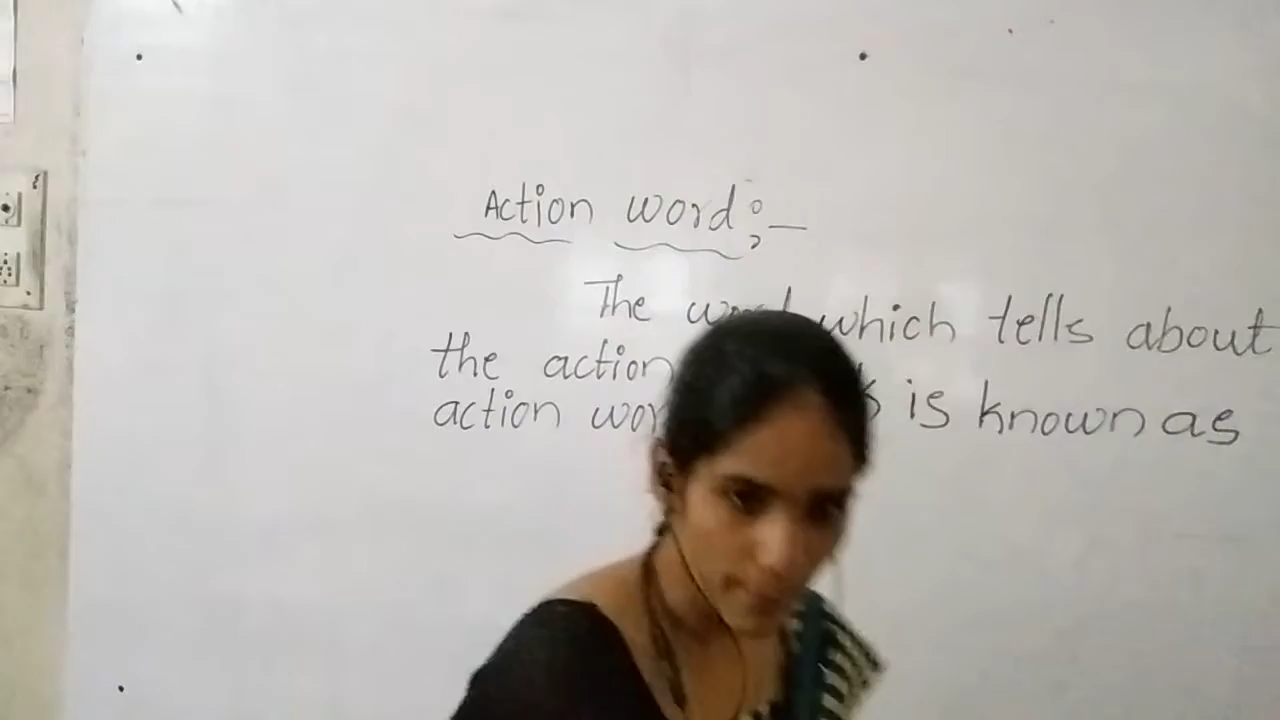 Action word :-
The which tells about
the action
action is known as